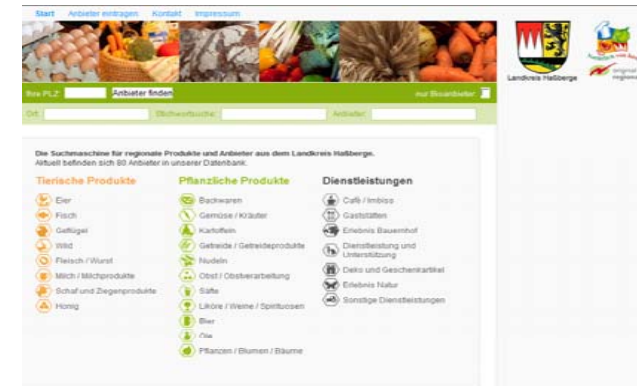 Start Anbieter eintragen Kontakt Impressum
Landkreis Haßberge
original regional
Ihre PLZ: Anbieter finden nur Bioanbieter:
Ort: Stichwortsuche: Anbieter:
Die Suchmaschine für regionale Produkte und Anbieter aus dem Landkreis Haßberge.
Aktuell befinden sich 80 Anbieter in unserer Datenbank.
Tierische Produkte
Eier
Fisch
Geflügel
Wild
Fleisch / Wurst
Milch / Milchprodukte
Schaf und Ziegenprodukte
Honig
Pflanzliche Produkte
Backwaren
Gemüse / Kräuter
Kartoffeln
Getreide / Getreideprodukte
Nudeln
Obst / Obstverarbeitung
Säfte
Liköre / Weine / Spirituosen
Bier
Öle
Pflanzen / Blumen / Bäume
Dienstleistungen
Café / Imbiss
Gaststätten
Erlebnis Bauernhof
Dienstleistung und
Unterstützung
Deko und Geschenkartikel
Erlebnis Natur
Sonstige Dienstleistungen